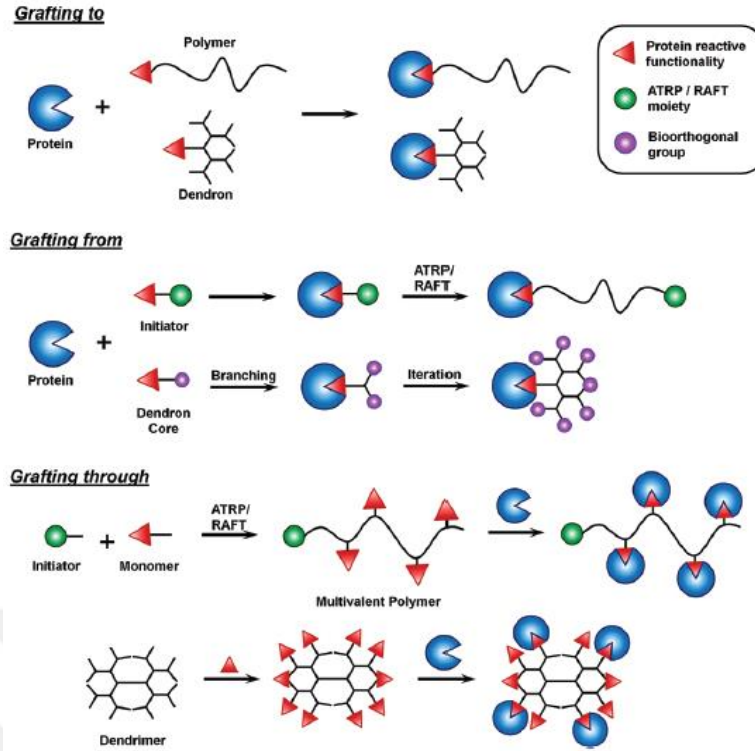 Grafting to
Polymer
Protein
Dendron
Protein reactive
functionality
ATRP / RAFT
moiety
Bioorthogonal
group
Grafting from
Initiator
ATRP/
RAFT
Protein
Dendron
Core
Branching
Iteration
Grafting through
Initiator
Monomer
ATRP/
RAFT
Multivalent Polymer
Dendrimer